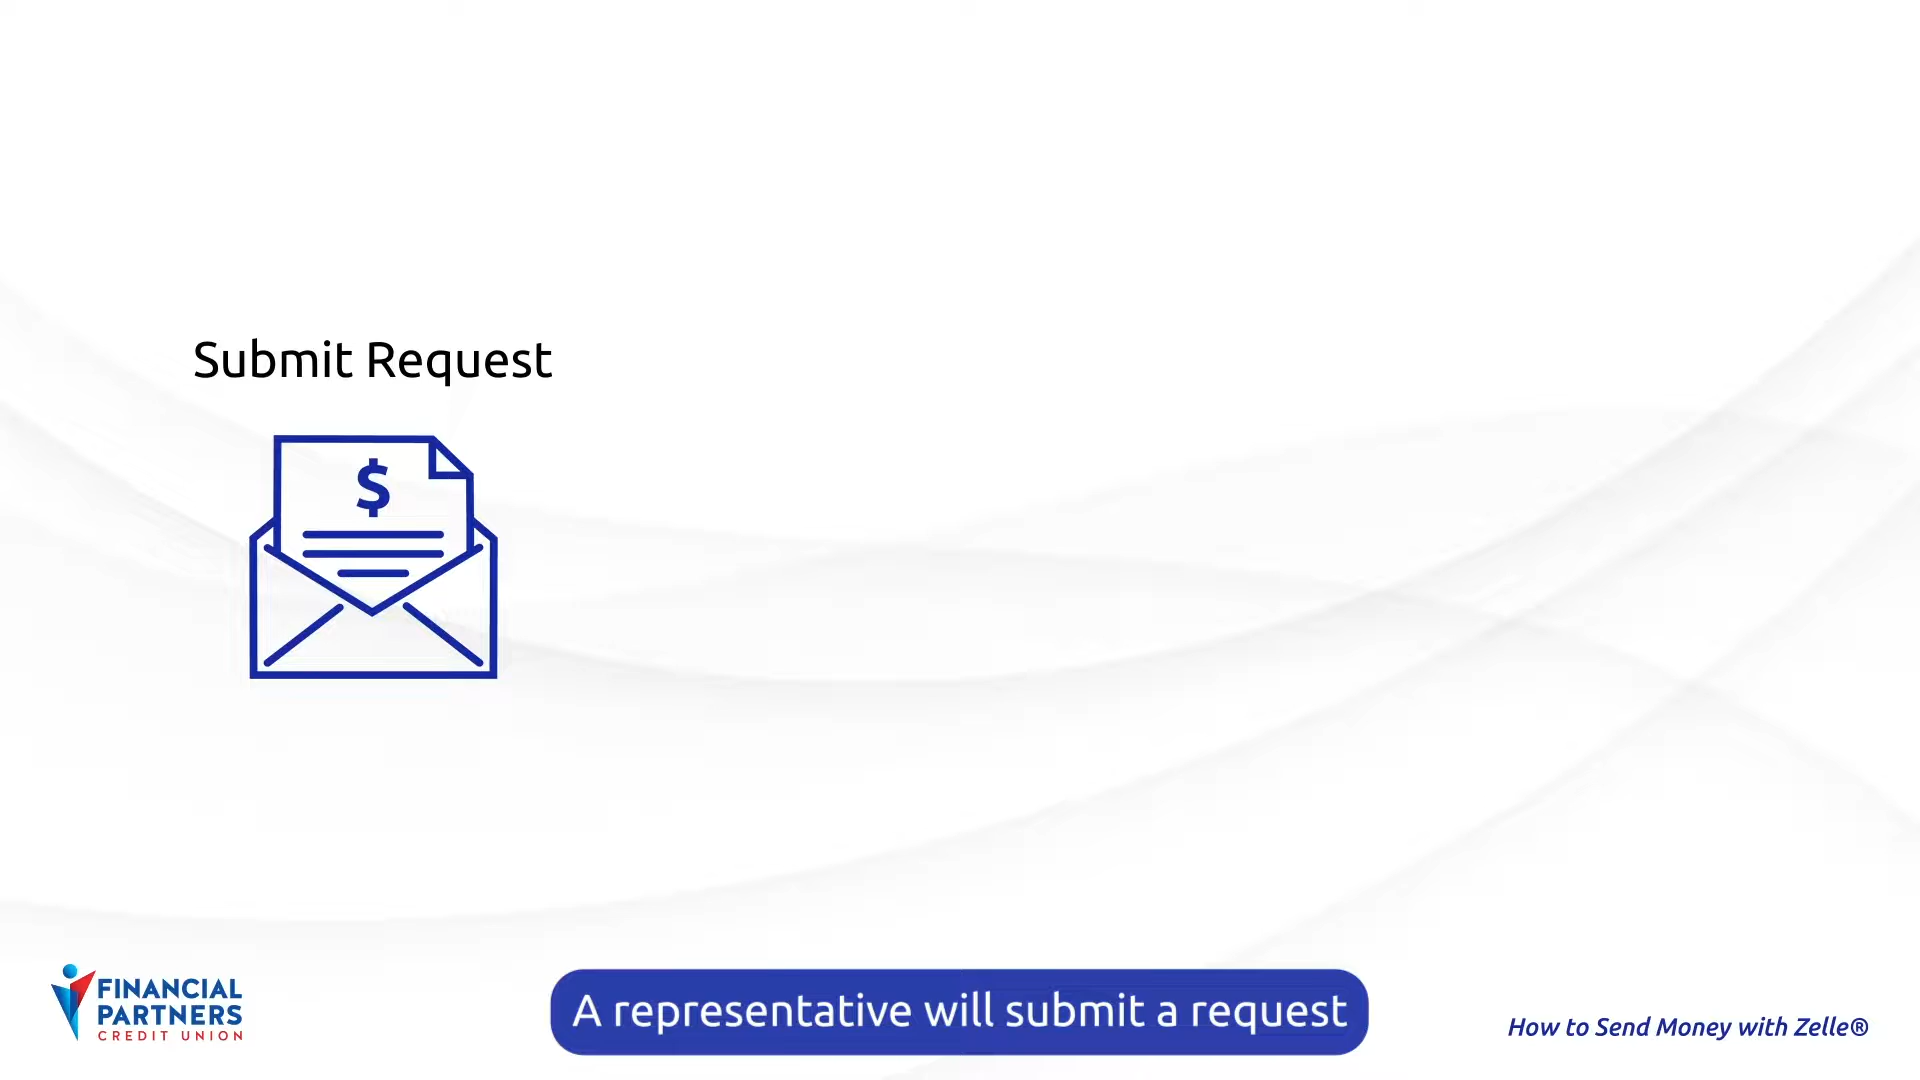 Submit Request
$
FINANCIAL
PARTNERS
CREDIT UNION
A representative will submit a request
How to Send Money with Zelle®